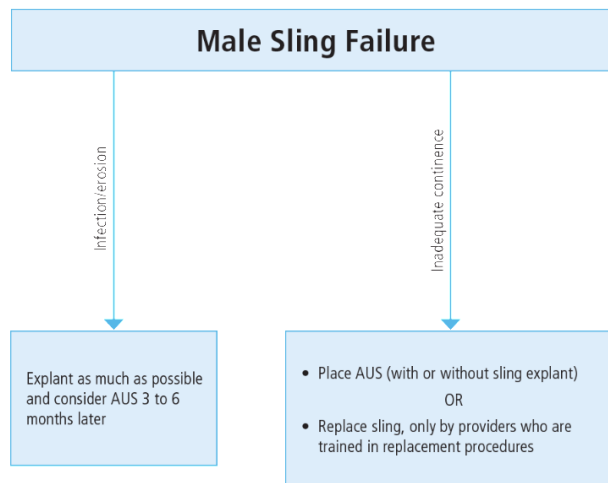 Male Sling Failure
Infection/erosion
Inadequate continence
Explant as much as possible
and consider AUS 3 to 6
months later
• Place AUS (with or without sling explant)
OR
• Replace sling, only by providers who are
trained in replacement procedures